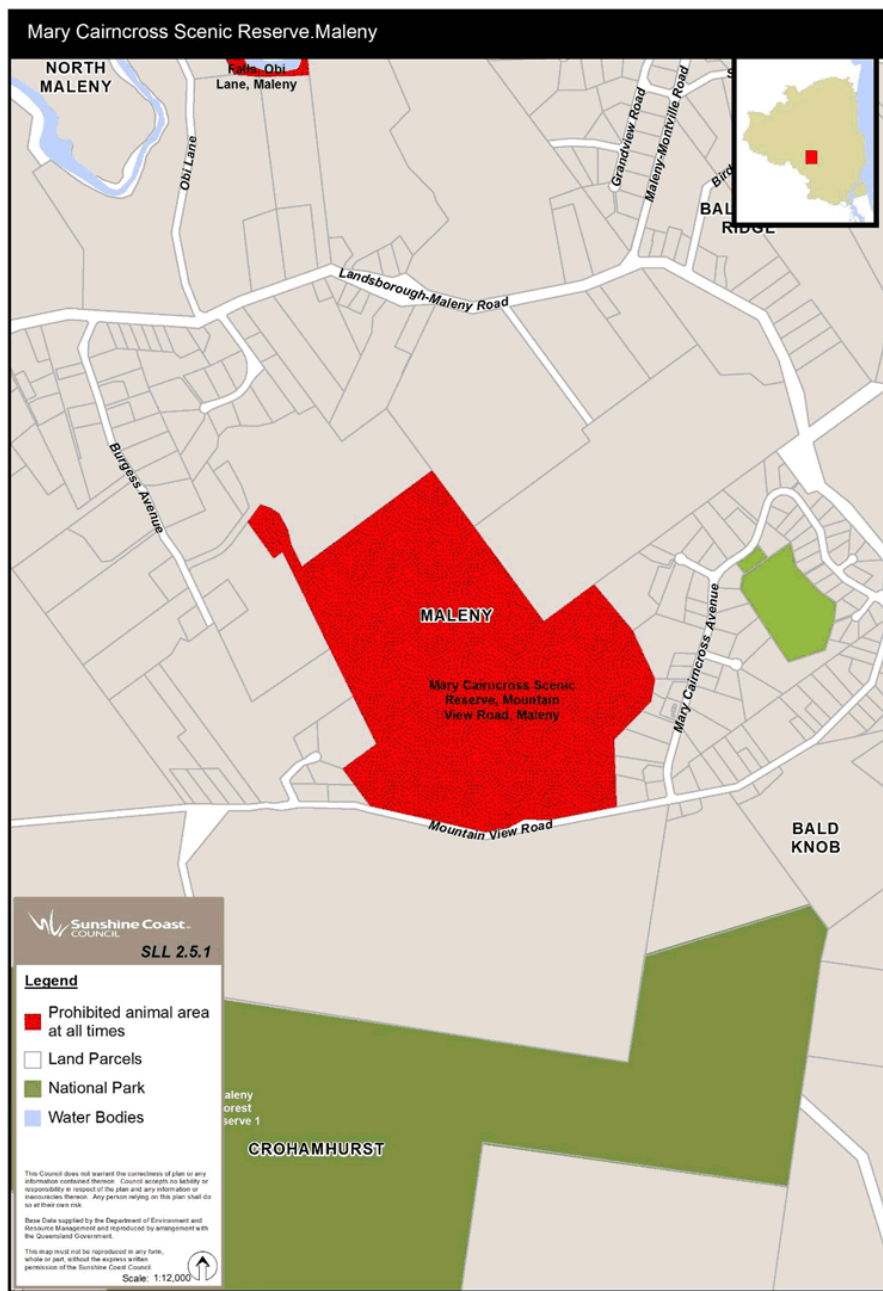 Mary Cairncross Scenic Reserve.Maleny
NORTH
MALENY
Falls, Obi
Lane, Maleny
Obi Lane
Grandview Road
Maleny-Montville Road
Bird
BAL
RIDGE
Landsborough-Maleny Road
Burgess Avenue
MALENY
Mary Cairncross Scenic
Reserve, Mountain
View Road, Maleny
Mary Cairncross Avenue
Mountain View Road
BALD
KNOB
Sunshine Coast
COUNCIL
SLL 2.5.1
Legend
Prohibited animal area
at all times
Land Parcels
National Park
Water Bodies
aleny
orest
serve 1
CROHAMHURST
This Council does not warrant the correctness of plan or any
information contained thereon. Council accepts no liability or
responsibility in respect of the plan and any information or
inaccuracies thereon. Any person relying on this plan shall do
so at their own risk.
Base Data supplied by the Department of Environment and
Resource Management and reproduced by arrangement with
the Queensland Government.
This map must not be reproduced in any form,
whole or part, without the express written
permission of the Sunshine Coast Council.
Scale: 1:12,000